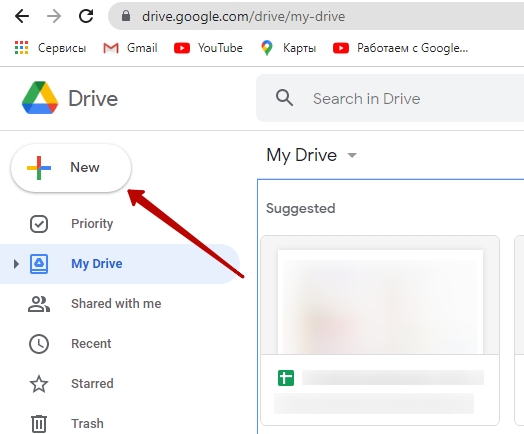 drive.google.com/drive/my-drive
Сервисы Gmail YouTube Карты Работаем с Google...
Drive
Search in Drive
New
My Drive
Suggested
Priority
My Drive
Shared with me
Recent
Starred
Trash